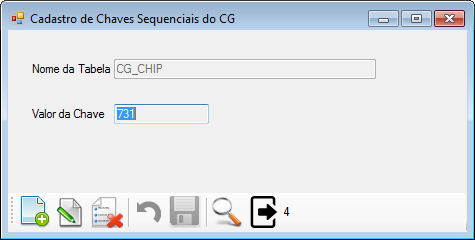 Cadastro de Chaves Sequenciais do CG
Nome da Tabela CG_CHIP
Valor da Chave 731
4